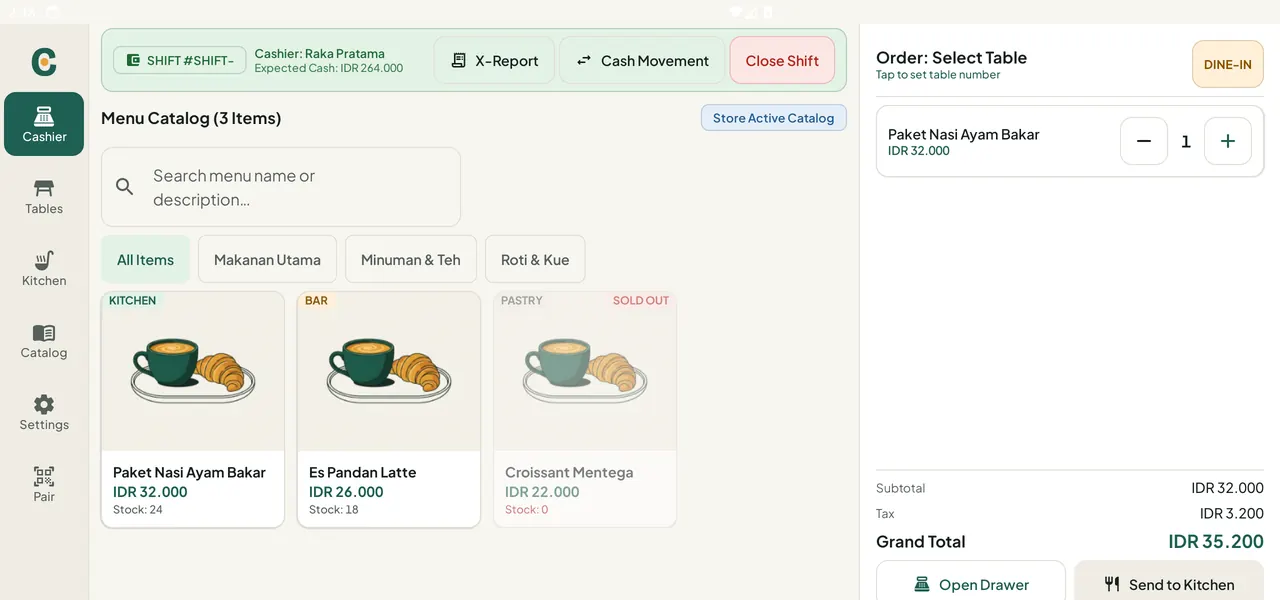 SHIFT #SHIFT-
Cashier: Raka Pratama
Expected Cash: IDR 264.000
X-Report
Cash Movement
Close Shift
Cashier
Tables
Kitchen
Catalog
Settings
Pair
Menu Catalog (3 Items)
Store Active Catalog
Search menu name or
description...
All Items
Makanan Utama
Minuman & Teh
Roti & Kue
KITCHEN
Paket Nasi Ayam Bakar
IDR 32.000
Stock: 24
BAR
Es Pandan Latte
IDR 26.000
Stock: 18
PASTRY
SOLD OUT
Croissant Mentega
IDR 22.000
Stock: 0
Order: Select Table
Tap to set table number
DINE-IN
Paket Nasi Ayam Bakar
IDR 32.000
1
Subtotal
IDR 32.000
Tax
IDR 3.200
Grand Total
IDR 35.200
Open Drawer
Send to Kitchen